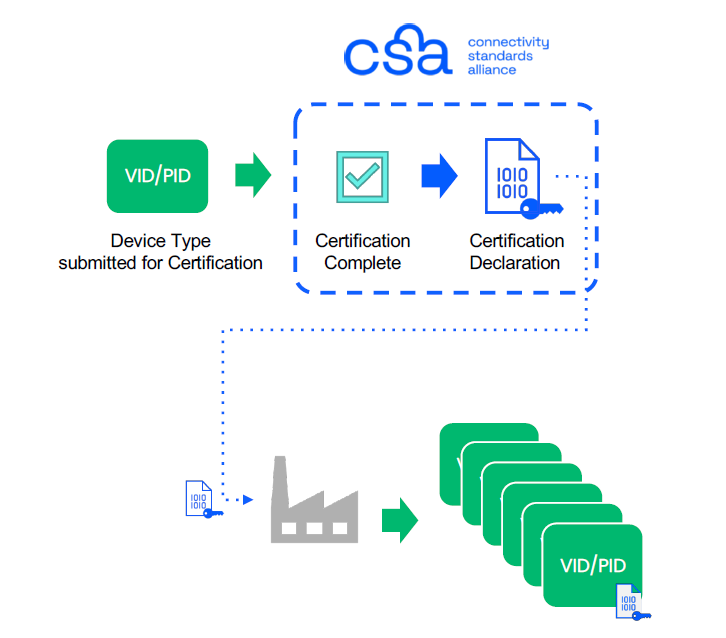 csa
connectivity
standards
alliance
VID/PID
1010
1010
Device Type
submitted for Certification
Certification
Complete
Certification
Declaration
1010
1010
VID/PID
1010
1010